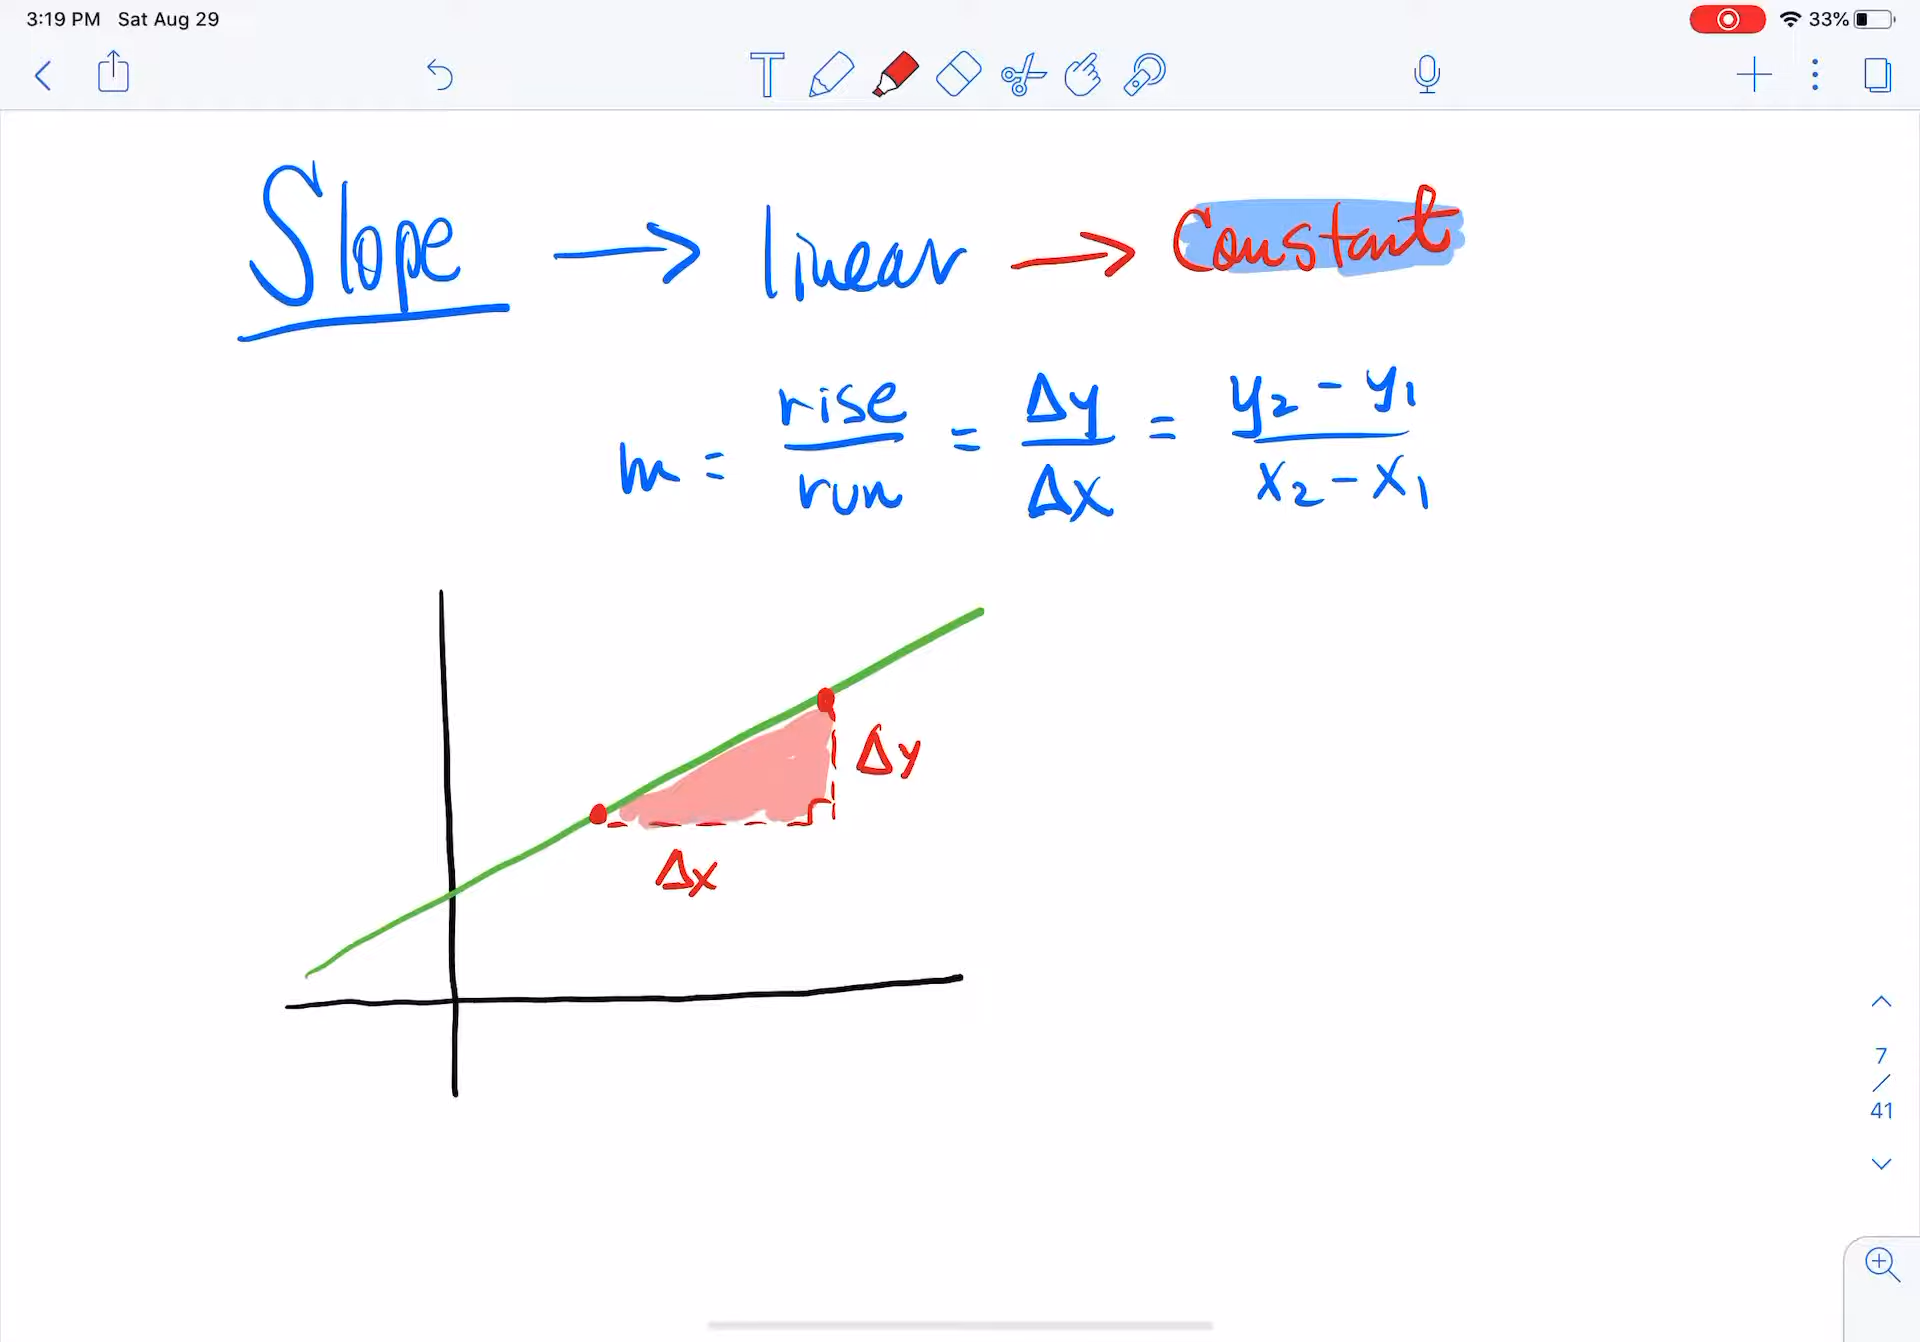 3:19 PM Sat Aug 29
33%
T
Slope → linear → Constant
m = rise/run = Δy/Δx = y₂ - y₁/x₂ - x₁
Δy
Δx
7
/
41